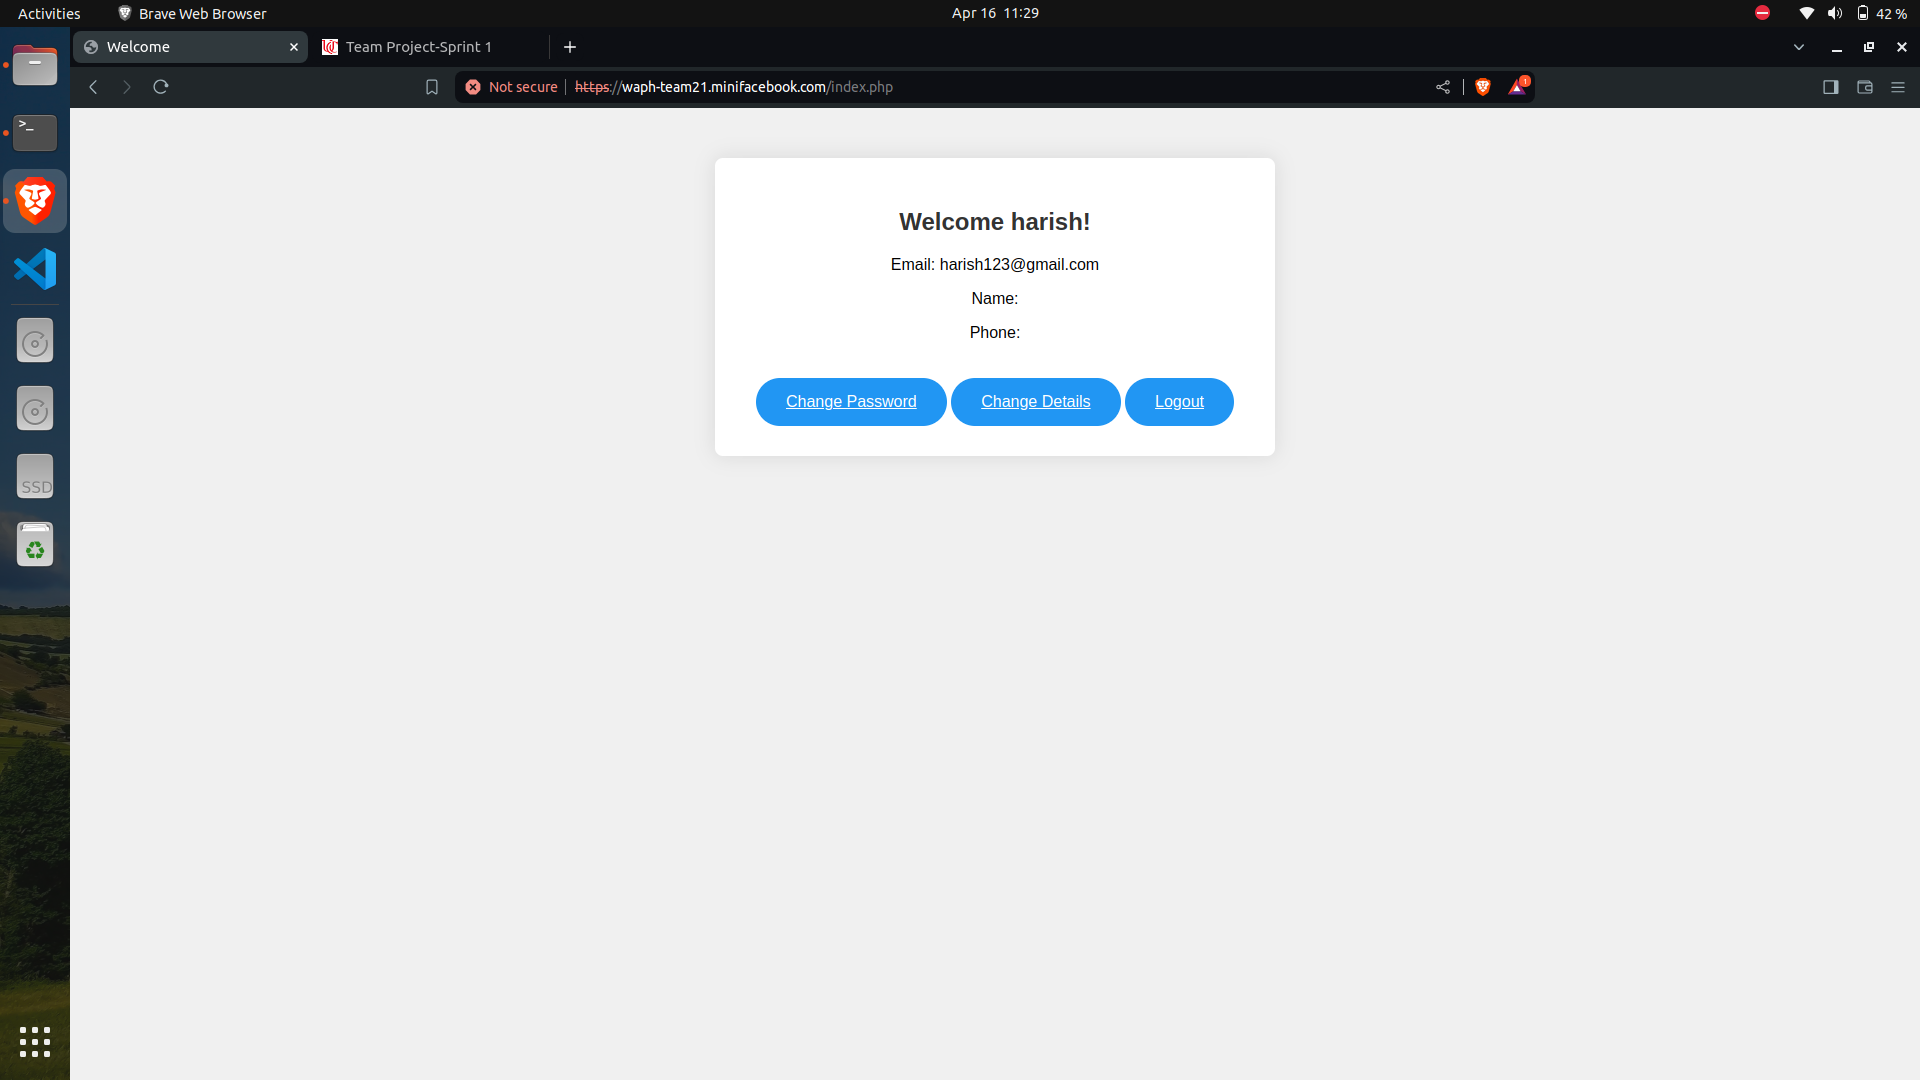 Activities
Brave Web Browser
Apr 16 11:29
42 %
Welcome
Team Project-Sprint 1
Not secure
https://waph-team21.minifacebook.com/index.php
1
>_
Welcome harish!
Email: harish123@gmail.com
Name:
Phone:
Change Password
Change Details
Logout
SSD